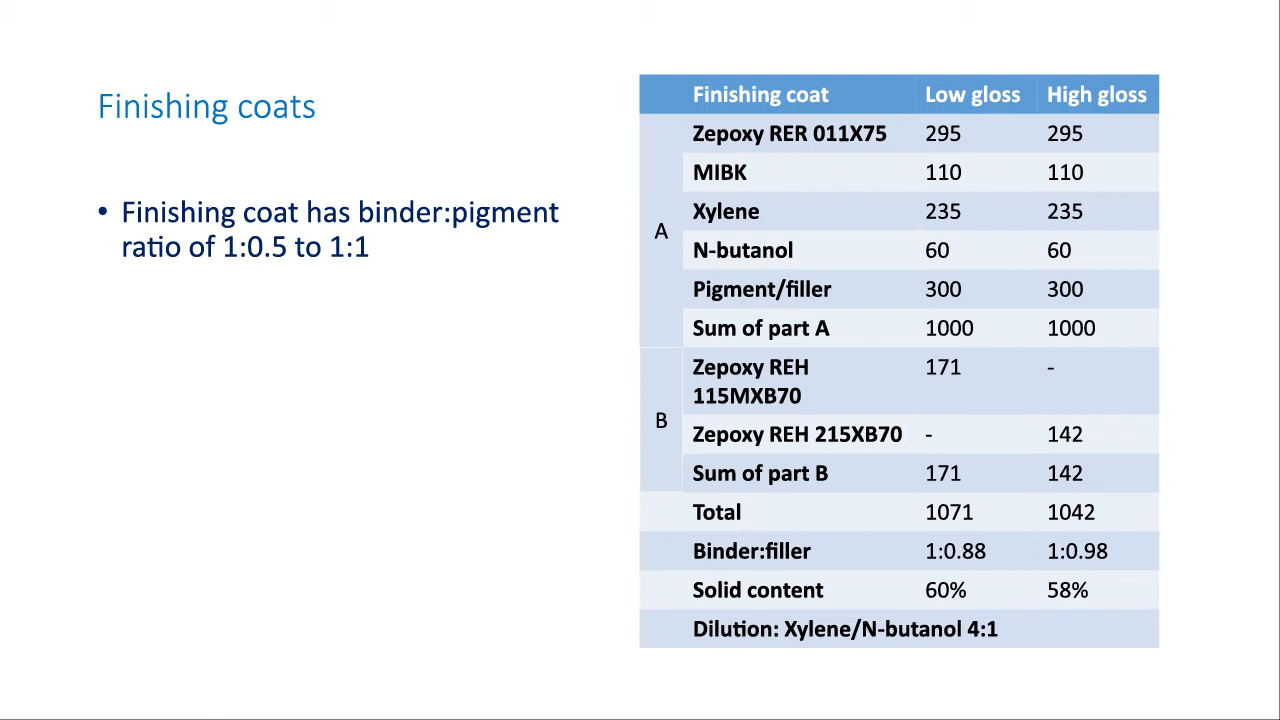 Finishing coats
• Finishing coat has binder:pigment
ratio of 1:0.5 to 1:1
Finishing coat Low gloss High gloss
A
Zepoxy RER 011X75 295 295
MIBK 110 110
Xylene 235 235
N-butanol 60 60
Pigment/filler 300 300
Sum of part A 1000 1000
B
Zepoxy REH 171 -
115MXB70
Zepoxy REH 215XB70 - 142
Sum of part B 171 142
Total 1071 1042
Binder:filler 1:0.88 1:0.98
Solid content 60% 58%
Dilution: Xylene/N-butanol 4:1